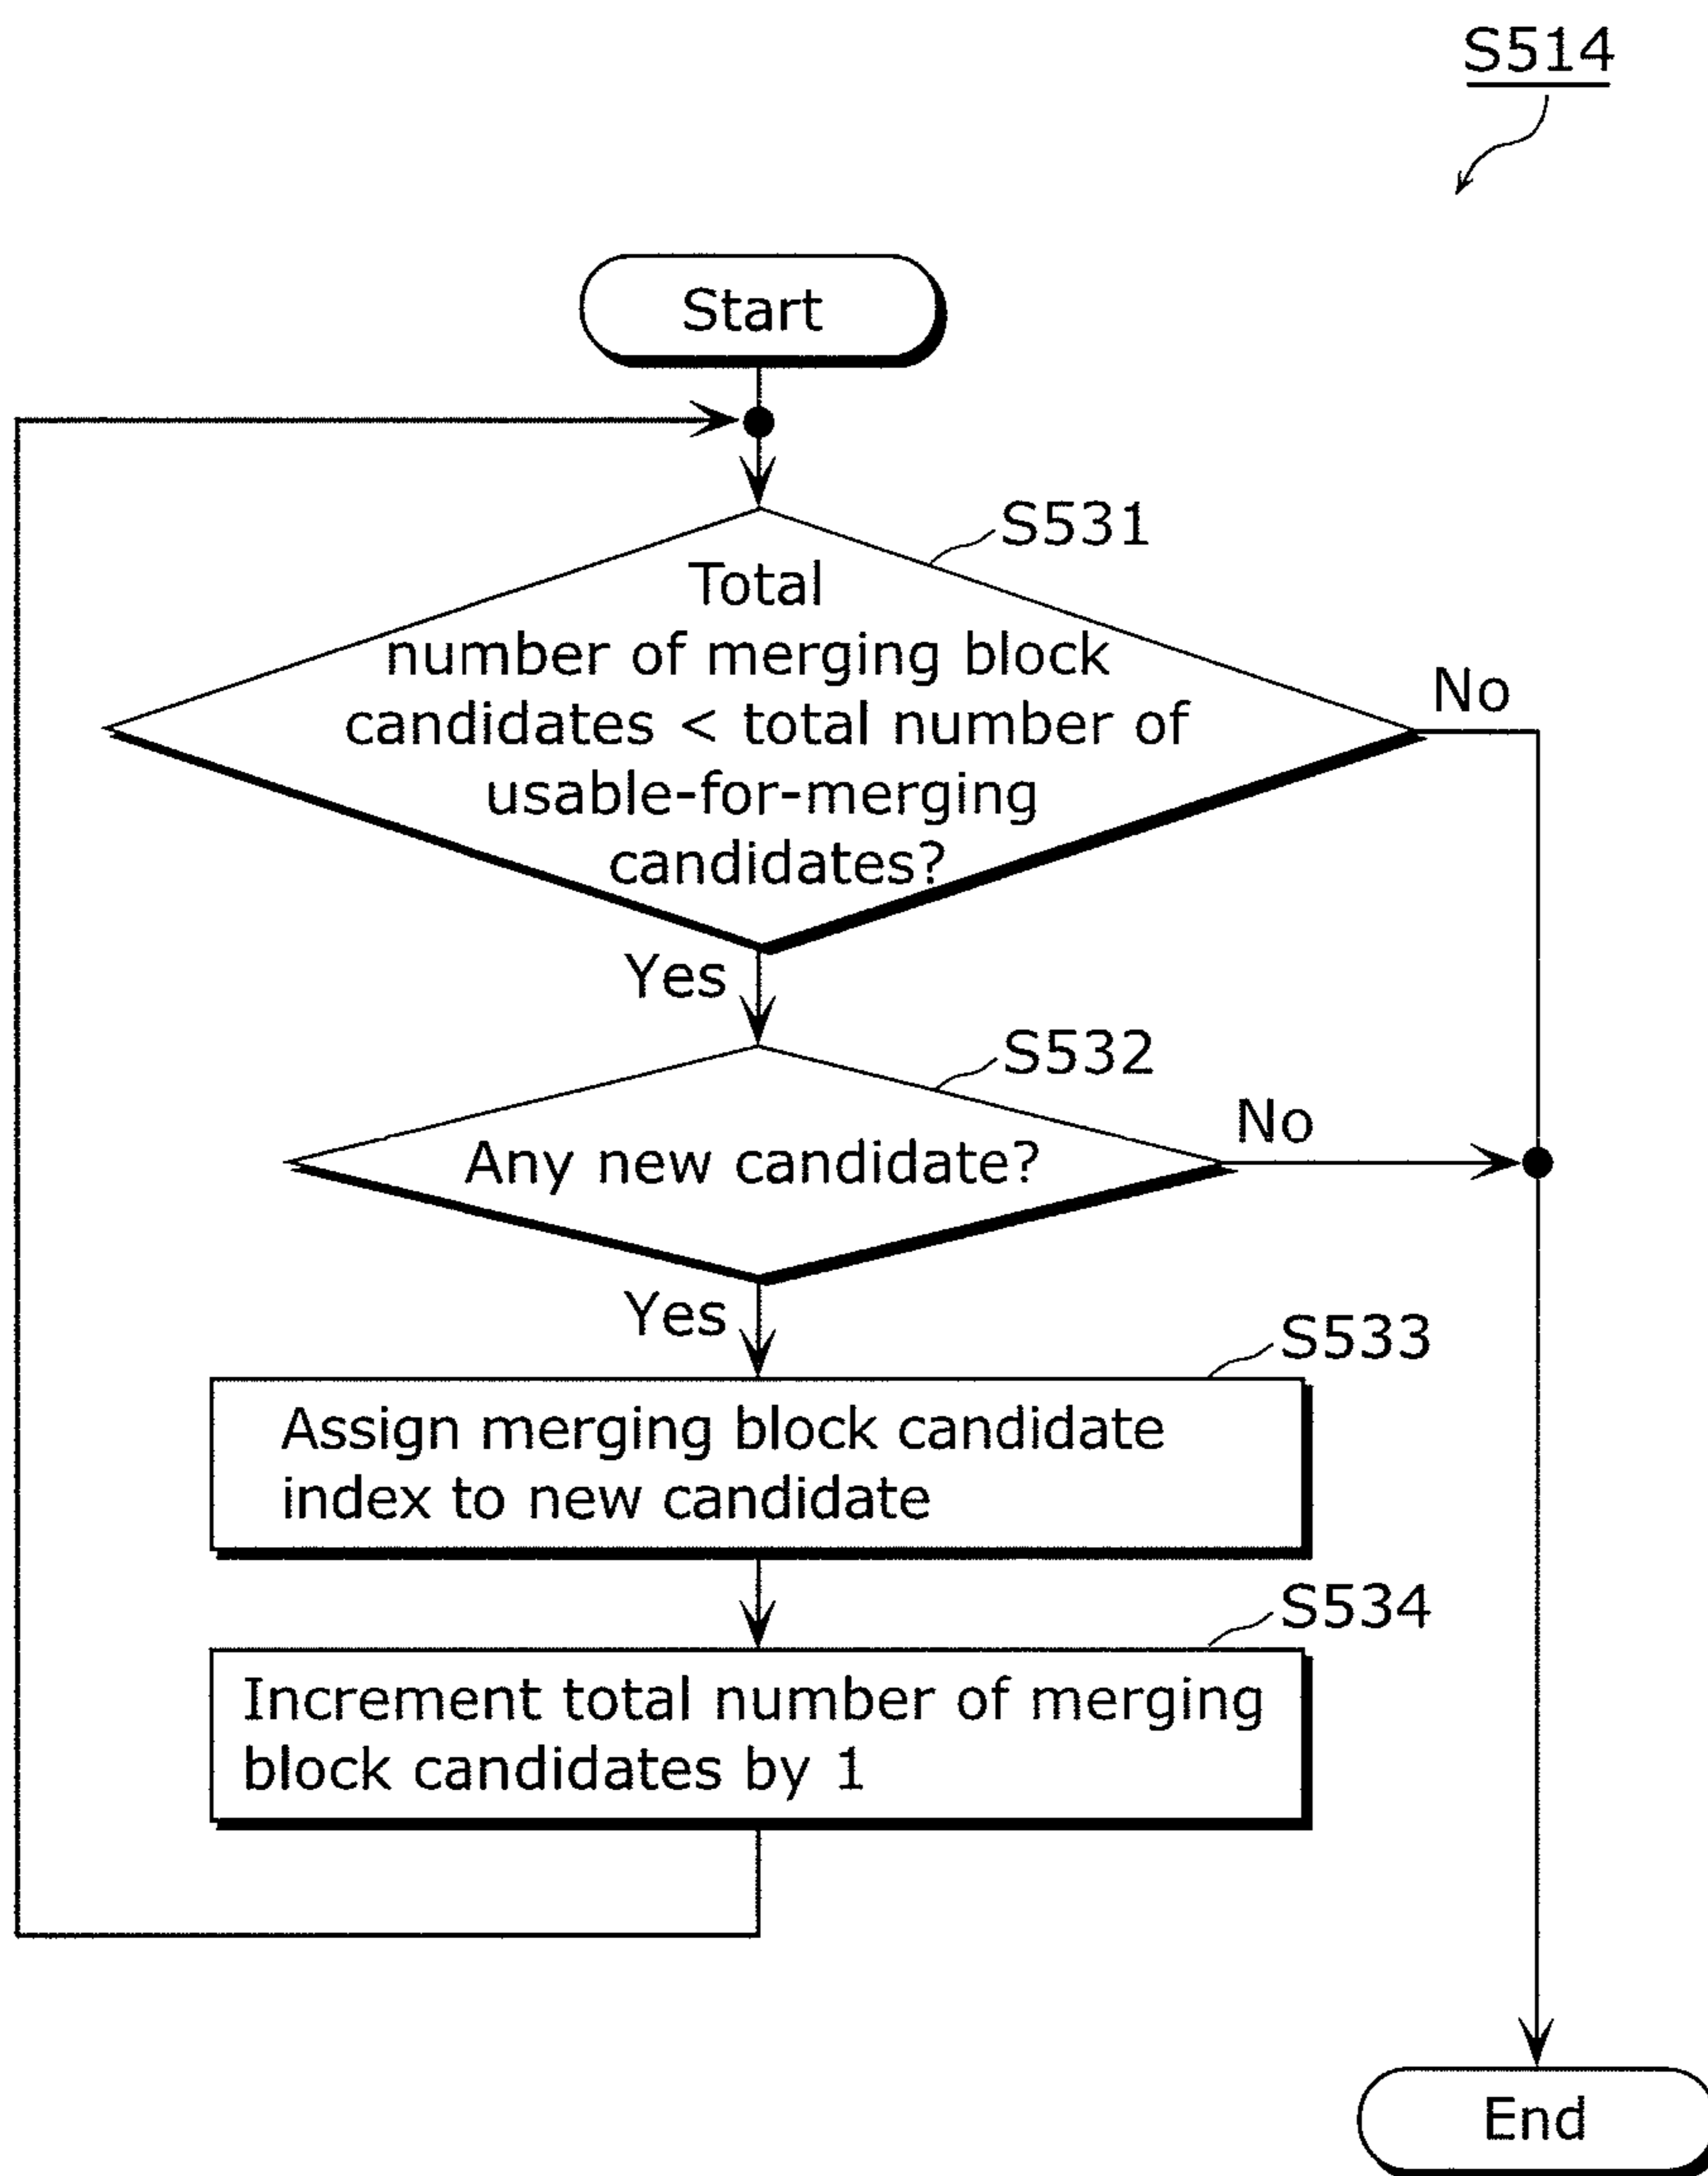 S514
Start
S531
Total
number of merging block
candidates < total number of
usable-for-merging
candidates?
No
Yes
S532
Any new candidate?
No
Yes
S533
Assign merging block candidate
index to new candidate
S534
Increment total number of merging
block candidates by 1
End